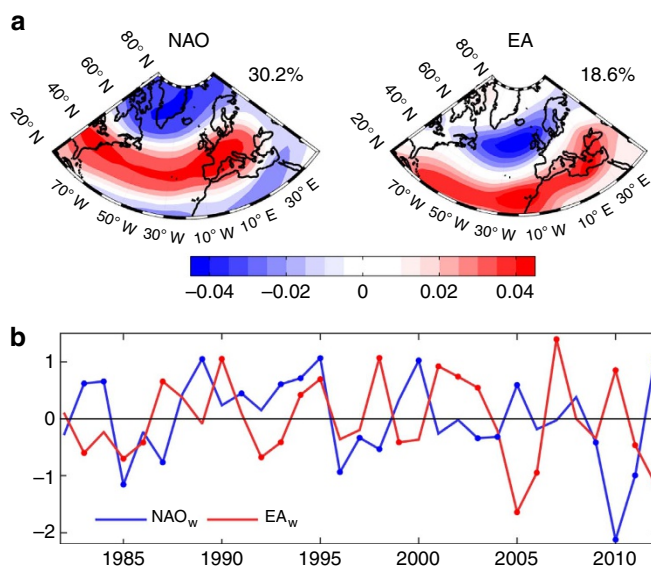 a
NAO
EA
30.2%
18.6%
80° N
60° N
40° N
20° N
70° W
50° W
30° W
10° W
10° E
30° E
80° N
60° N
40° N
20° N
70° W
50° W
30° W
10° W
10° E
30° E
−0.04
−0.02
0
0.02
0.04
b
1
0
−1
−2
NAOw
EAw
1985
1990
1995
2000
2005
2010